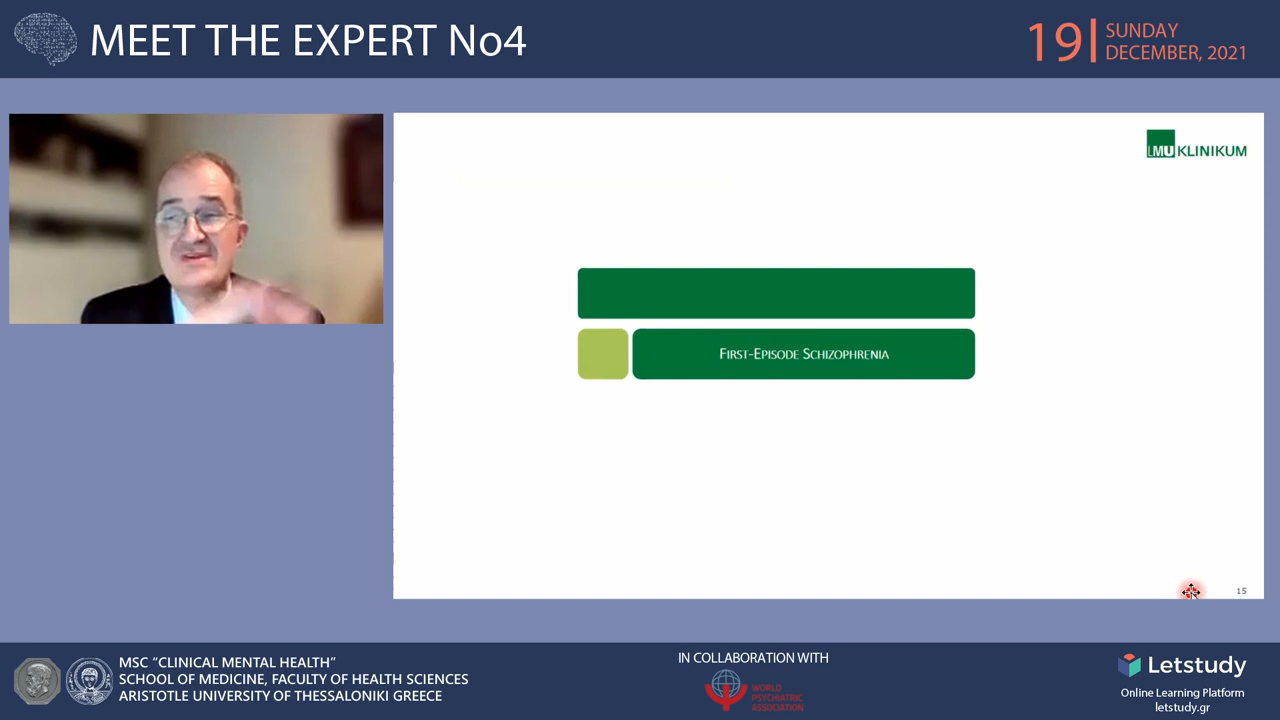 MEET THE EXPERT No4
19
SUNDAY
DECEMBER, 2021
LMU KLINIKUM
FIRST-EPISODE SCHIZOPHRENIA
15
MSC “CLINICAL MENTAL HEALTH”
SCHOOL OF MEDICINE, FACULTY OF HEALTH SCIENCES
ARISTOTLE UNIVERSITY OF THESSALONIKI GREECE
IN COLLABORATION WITH
WORLD
PSYCHIATRIC
ASSOCIATION
Letstudy
Online Learning Platform
letstudy.gr